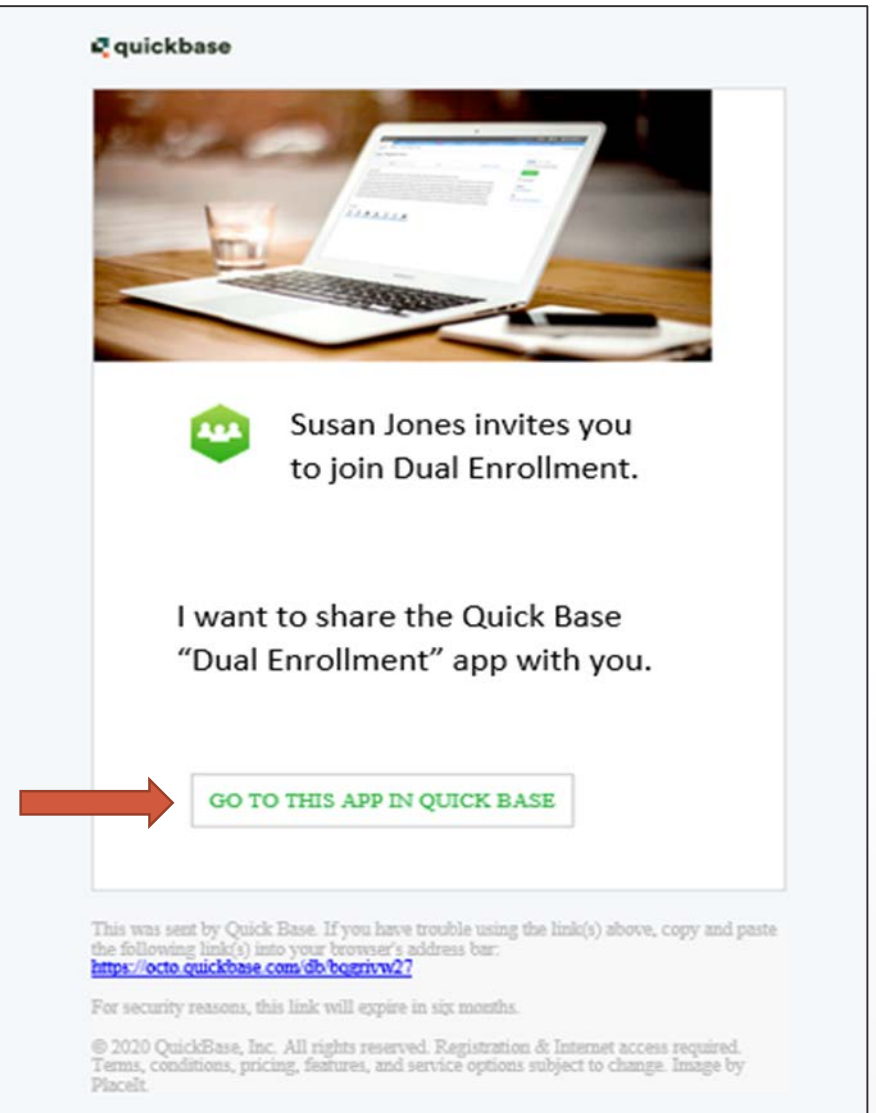 quickbase
Susan Jones invites you
to join Dual Enrollment.
I want to share the Quick Base
“Dual Enrollment” app with you.
GO TO THIS APP IN QUICK BASE
This was sent by Quick Base. If you have trouble using the link(s) above, copy and paste
the following link(s) into your browser's address bar:
https://octo.quickbase.com/db/bqgrivw27
For security reasons, this link will expire in six months.
© 2020 QuickBase, Inc. All rights reserved. Registration & Internet access required.
Terms, conditions, pricing, features, and service options subject to change. Image by
PlaceIt.